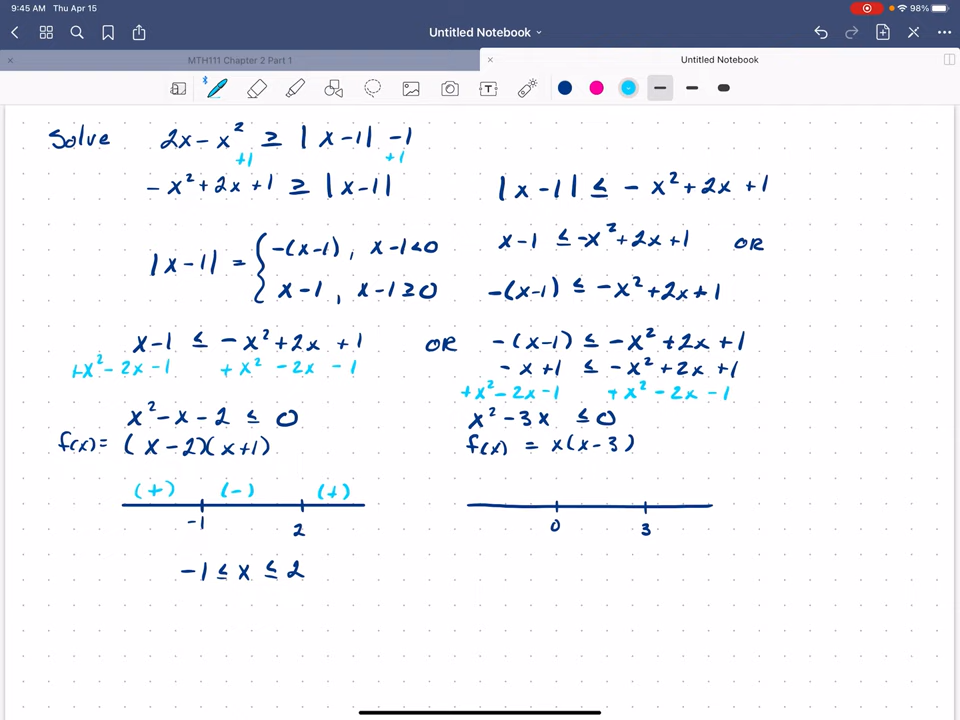 9:45 AM Thu Apr 15
98%
Untitled Notebook
MTH111 Chapter 2 Part 1
Untitled Notebook
T
Solve 2x - x² ≥ |x-1| -1
+1 +1
- x² + 2x + 1 ≥ |x-1|
|x-1| ≤ - x² + 2x + 1
x-1 ≤ -x² + 2x + 1 OR
-(x-1) ≤ -x² + 2x + 1
|x-1| = { -(x-1), x-1<0
x-1, x-1≥0
x-1 ≤ - x² + 2x + 1 OR -(x-1) ≤ -x² + 2x + 1
+x² - 2x - 1 +x² - 2x - 1
- x + 1 ≤ -x² + 2x + 1
+x² - 2x - 1 +x² - 2x - 1
x² - x - 2 ≤ 0
x² - 3x ≤ 0
f(x) = (x-2)(x+1)
f(x) = x(x-3)
(+) (-) (+)
-1 2
0 3
-1 ≤ x ≤ 2